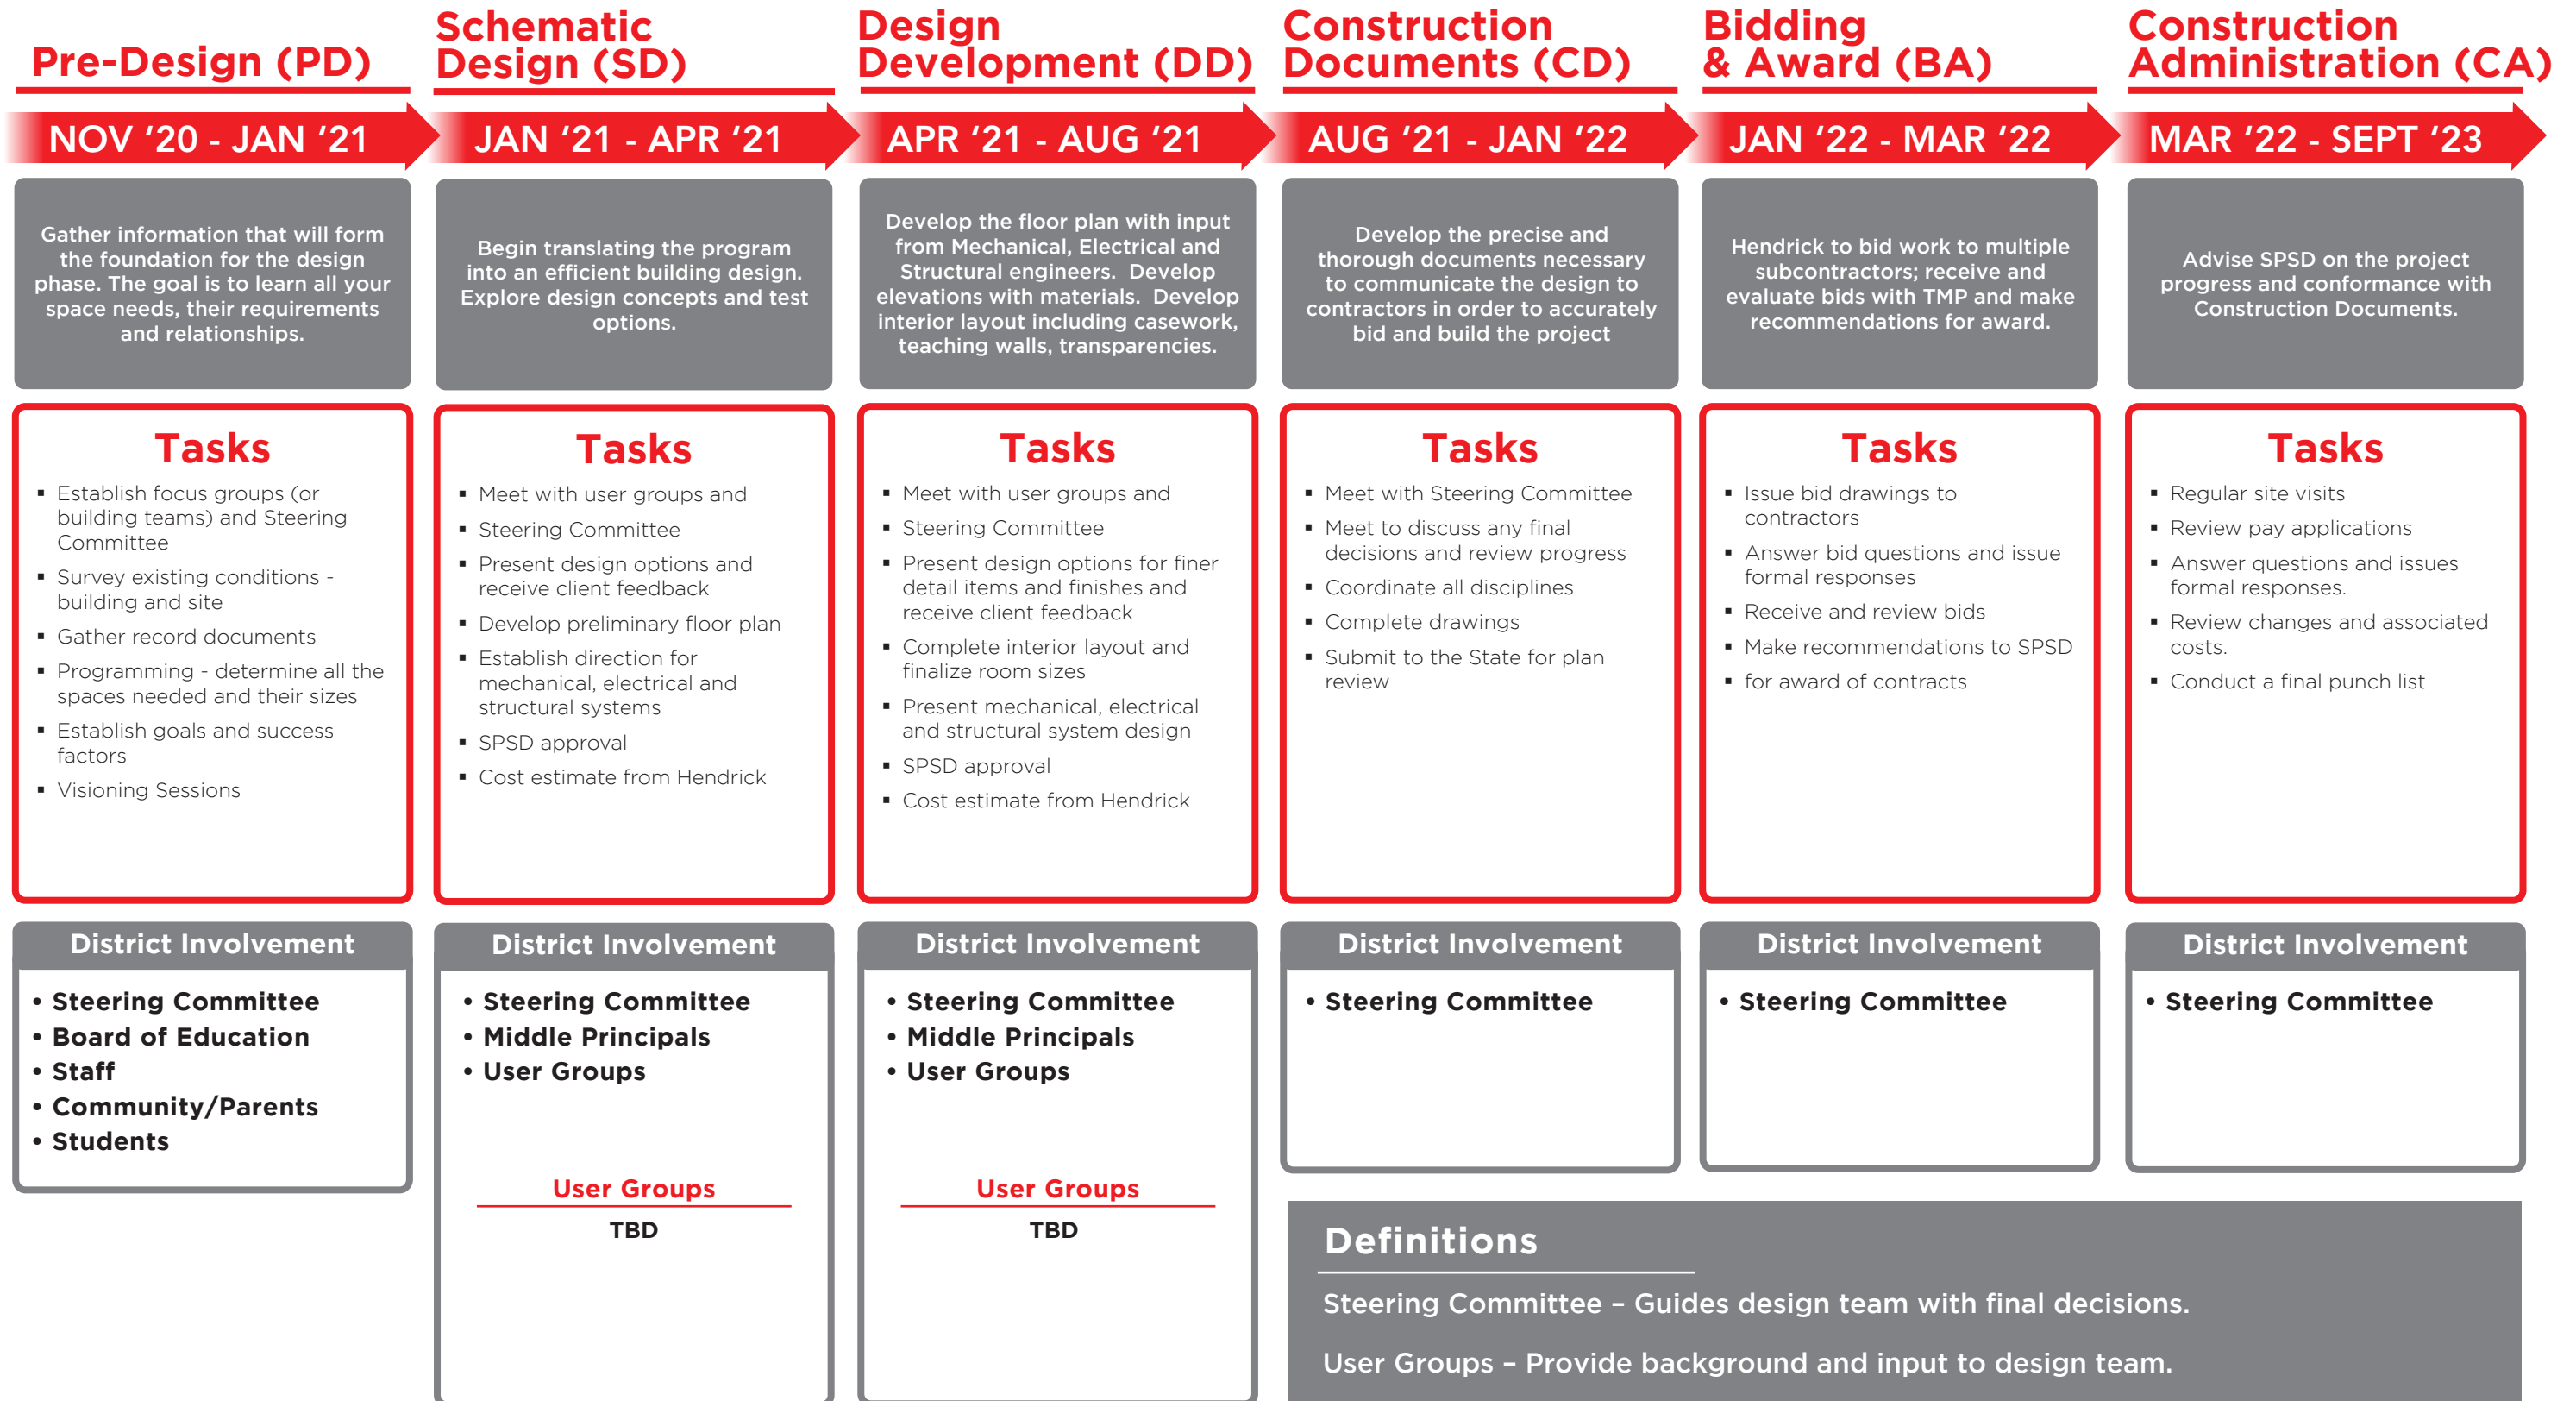 Pre-Design (PD)
NOV ‘20 - JAN ‘21
Gather information that will form
the foundation for the design
phase. The goal is to learn all your
space needs, their requirements
and relationships.
Tasks
▪ Establish focus groups (or
building teams) and Steering
Committee
▪ Survey existing conditions -
building and site
▪ Gather record documents
▪ Programming - determine all the
spaces needed and their sizes
▪ Establish goals and success
factors
▪ Visioning Sessions
District Involvement
• Steering Committee
• Board of Education
• Staff
• Community/Parents
• Students
Schematic
Design (SD)
JAN ‘21 - APR ‘21
Begin translating the program
into an efficient building design.
Explore design concepts and test
options.
Tasks
▪ Meet with user groups and
▪ Steering Committee
▪ Present design options and
receive client feedback
▪ Develop preliminary floor plan
▪ Establish direction for
mechanical, electrical and
structural systems
▪ SPSD approval
▪ Cost estimate from Hendrick
District Involvement
• Steering Committee
• Middle Principals
• User Groups
User Groups
TBD
Design
Development (DD)
APR ‘21 - AUG ‘21
Develop the floor plan with input
from Mechanical, Electrical and
Structural engineers. Develop
elevations with materials. Develop
interior layout including casework,
teaching walls, transparencies.
Tasks
▪ Meet with user groups and
▪ Steering Committee
▪ Present design options for finer
detail items and finishes and
receive client feedback
▪ Complete interior layout and
finalize room sizes
▪ Present mechanical, electrical
and structural system design
▪ SPSD approval
▪ Cost estimate from Hendrick
District Involvement
• Steering Committee
• Middle Principals
• User Groups
User Groups
TBD
Construction
Documents (CD)
AUG ‘21 - JAN ‘22
Develop the precise and
thorough documents necessary
to communicate the design to
contractors in order to accurately
bid and build the project
Tasks
▪ Meet with Steering Committee
▪ Meet to discuss any final
decisions and review progress
▪ Coordinate all disciplines
▪ Complete drawings
▪ Submit to the State for plan
review
District Involvement
• Steering Committee
Bidding
& Award (BA)
JAN ‘22 - MAR ‘22
Hendrick to bid work to multiple
subcontractors; receive and
evaluate bids with TMP and make
recommendations for award.
Tasks
▪ Issue bid drawings to
contractors
▪ Answer bid questions and issue
formal responses
▪ Receive and review bids
▪ Make recommendations to SPSD
▪ for award of contracts
District Involvement
• Steering Committee
Construction
Administration (CA)
MAR ‘22 - SEPT ‘23
Advise SPSD on the project
progress and conformance with
Construction Documents.
Tasks
▪ Regular site visits
▪ Review pay applications
▪ Answer questions and issues
formal responses.
▪ Review changes and associated
costs.
▪ Conduct a final punch list
District Involvement
• Steering Committee
Definitions
Steering Committee – Guides design team with final decisions.
User Groups – Provide background and input to design team.